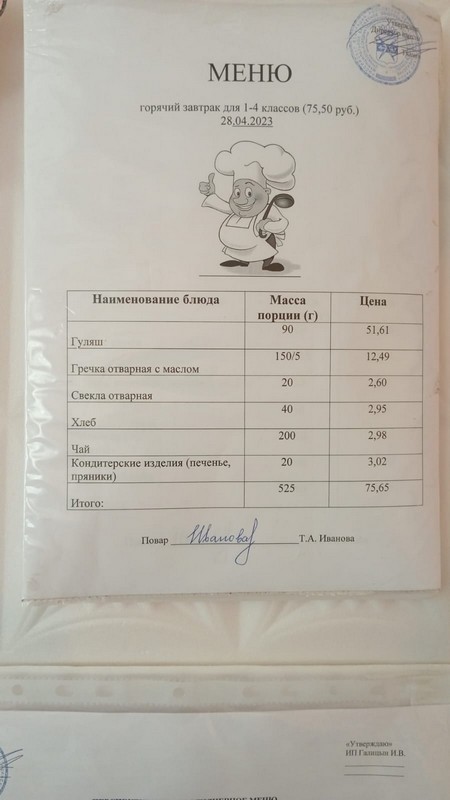 Утверждаю
МЕНЮ
горячий завтрак для 1-4 классов (75,50 руб.)
28.04.2023
Наименование блюда Масса порции (г) Цена
Гуляш 90 51,61
Гречка отварная с маслом 150/5 12,49
Свекла отварная 20 2,60
Хлеб 40 2,95
Чай 200 2,98
Кондитерские изделия (печенье, пряники) 20 3,02
Итого: 525 75,65
Повар Иванова Т.А. Иванова
«Утверждаю»
ИП Галицын И.В.